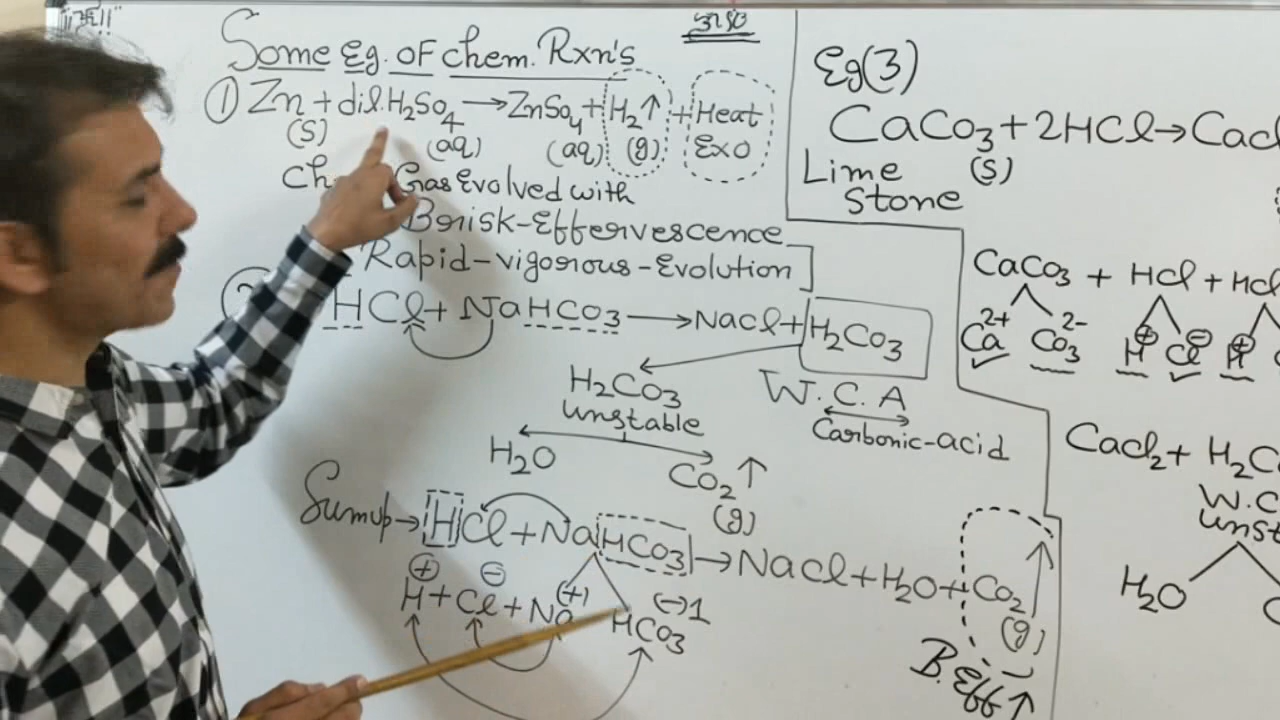 Some Eg. OF chem. Rxn's
① Zn + dil. H₂SO₄ → ZnSO₄ + H₂↑ + Heat
(S) (aq) (aq) (g) Exo
Gas Evolved with
Brisk-Effervescence
Rapid-vigorous-Evolution
HCl + NaHCO₃ → NaCl + H₂CO₃
H₂CO₃
unstable
W.C.A
Carbonic-acid
H₂O CO₂↑
(g)
Sumup → HCl + NaHCO₃ → NaCl + H₂O + CO₂
(g)
⊕ ⊖ (+) (-)1
H + Cl + Na HCO₃
B.Eff↑
Eg(3)
CaCO₃ + 2HCl →
Lime (S)
Stone
CaCO₃ + HCl + HCl
Ca²⁺ CO₃²⁻ H⊕ Cl⊖ H⊕
CaCl₂ +
W.C
H₂O